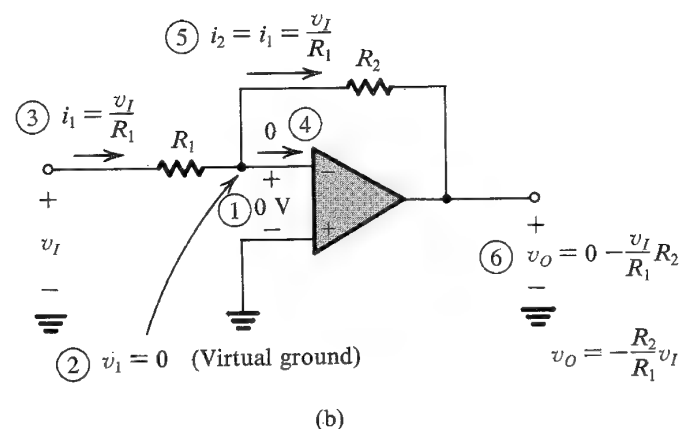 ⑤ i₂ = i₁ = v_I/R₁
R₂
③ i₁ = v_I/R₁
R₁
0 ④
+ −
① 0 V
− +
+
v_I
−
+
⑥ v_O = 0 − v_I/R₁ R₂
−
② v₁ = 0 (Virtual ground)
v_O = −R₂/R₁ v_I
(b)